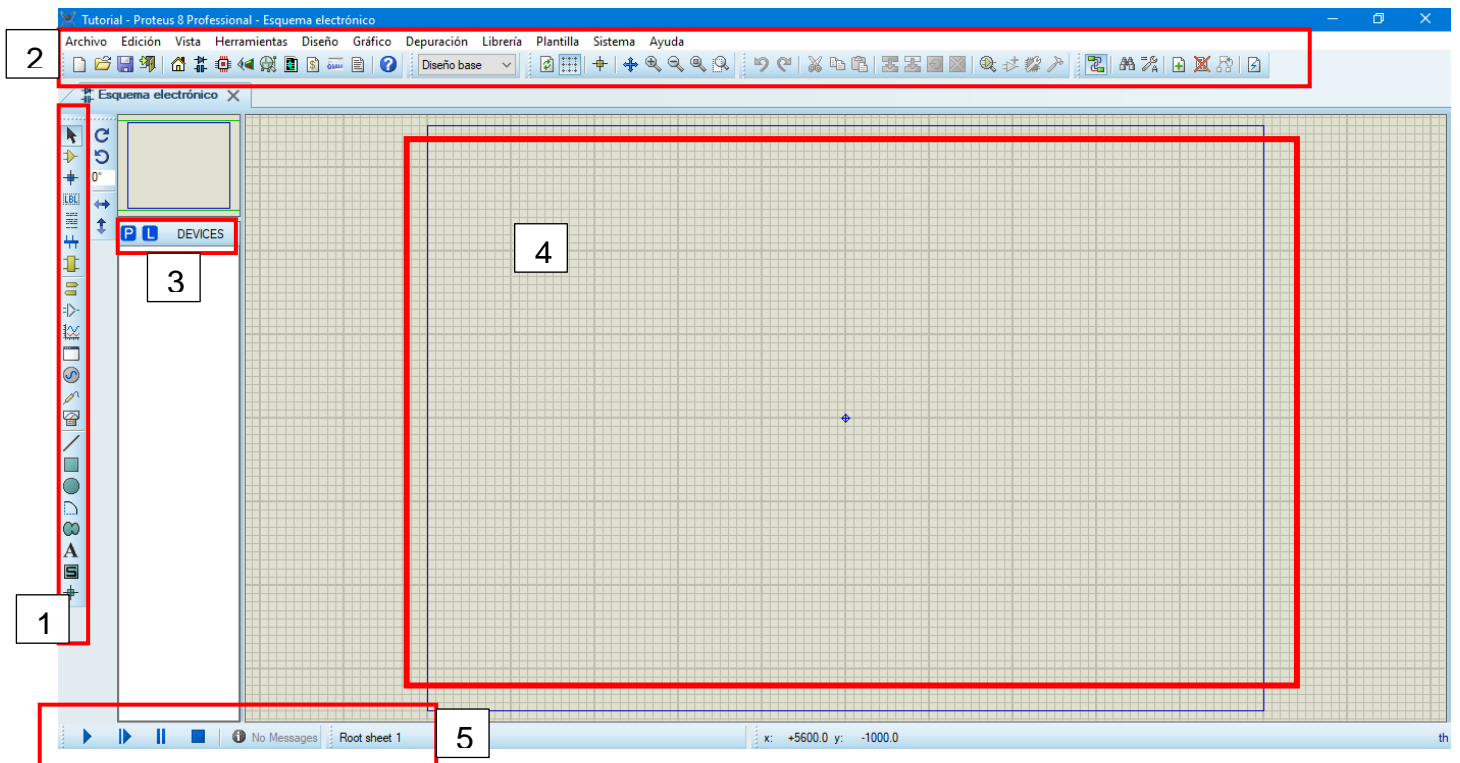 Tutorial - Proteus 8 Professional - Esquema electrónico
Archivo Edición Vista Herramientas Diseño Gráfico Depuración Librería Plantilla Sistema Ayuda
2
Diseño base
Esquema electrónico
0°
LBL
P L DEVICES
3
4
A
S
1
No Messages
Root sheet 1
5
x: +5600.0 y: -1000.0
th